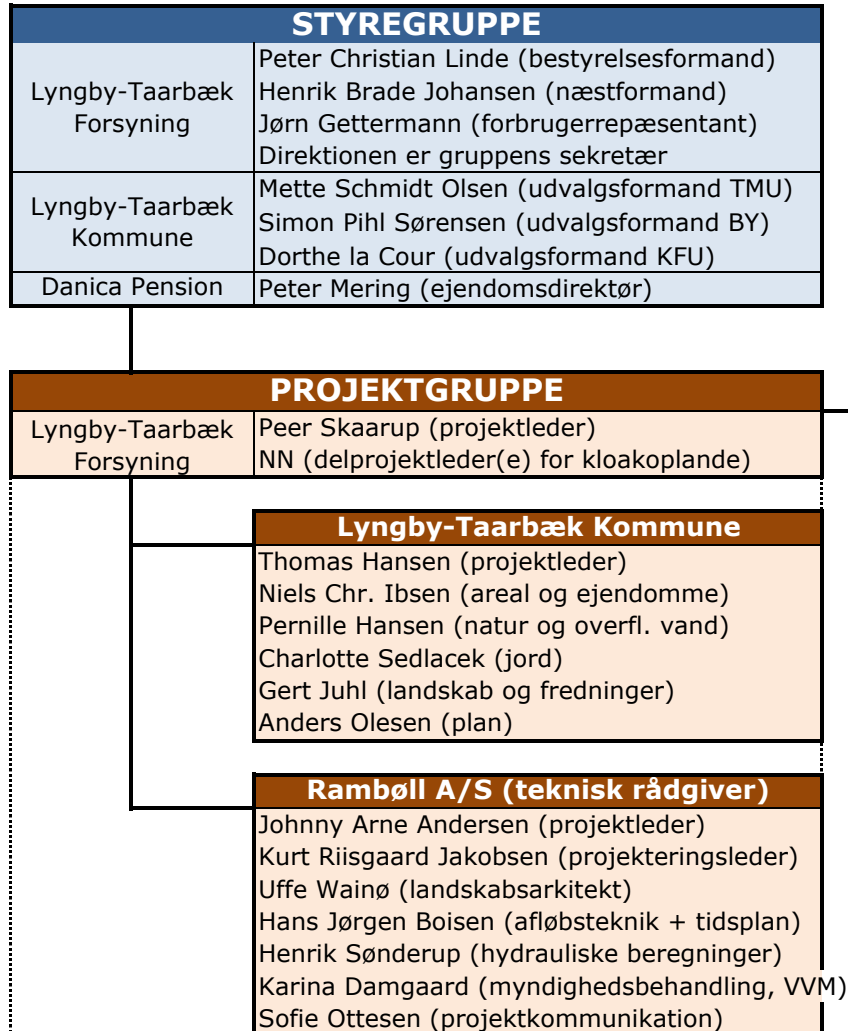 STYREGRUPPE
Lyngby-Taarbæk
Forsyning
Peter Christian Linde (bestyrelsesformand)
Henrik Brade Johansen (næstformand)
Jørn Gettermann (forbrugerrepæsentant)
Direktionen er gruppens sekretær
Lyngby-Taarbæk
Kommune
Mette Schmidt Olsen (udvalgsformand TMU)
Simon Pihl Sørensen (udvalgsformand BY)
Dorthe la Cour (udvalgsformand KFU)
Danica Pension
Peter Mering (ejendomsdirektør)
PROJEKTGRUPPE
Lyngby-Taarbæk
Forsyning
Peer Skaarup (projektleder)
NN (delprojektleder(e) for kloakoplande)
Lyngby-Taarbæk Kommune
Thomas Hansen (projektleder)
Niels Chr. Ibsen (areal og ejendomme)
Pernille Hansen (natur og overfl. vand)
Charlotte Sedlacek (jord)
Gert Juhl (landskab og fredninger)
Anders Olesen (plan)
Rambøll A/S (teknisk rådgiver)
Johnny Arne Andersen (projektleder)
Kurt Riisgaard Jakobsen (projekteringsleder)
Uffe Wainø (landskabsarkitekt)
Hans Jørgen Boisen (afløbsteknik + tidsplan)
Henrik Sønderup (hydrauliske beregninger)
Karina Damgaard (myndighedsbehandling, VVM)
Sofie Ottesen (projektkommunikation)